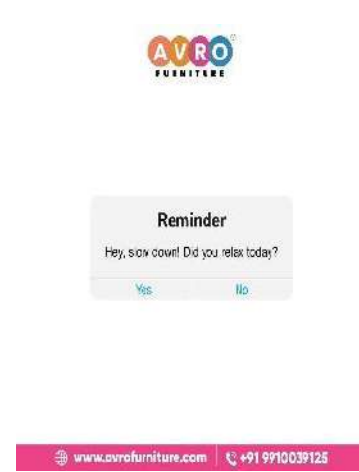 AVRO
FURNITURE
Reminder
Hey, slow down! Did you relax today?
Yes No
www.avrofurniture.com +91 9910039125